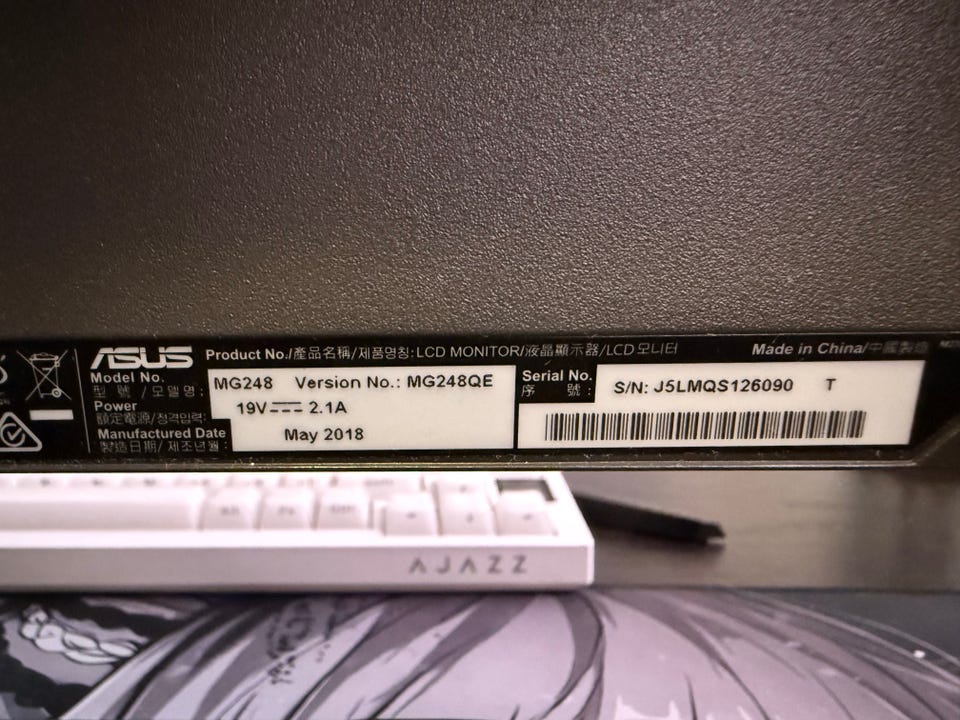 ASUS Product No./產品名稱/제품명칭: LCD MONITOR/液晶顯示器/LCD 모니터
Made in China/中國製造
Model No.
型 號 / 모델명 :
MG248 Version No.: MG248QE
Power
額定電源/정격입력:
19V⎓ 2.1A
Manufactured Date
製造日期/ 제조년월 :
May 2018
Serial No.
序 號 :
S/N: J5LMQS126090 T
AJAZZ